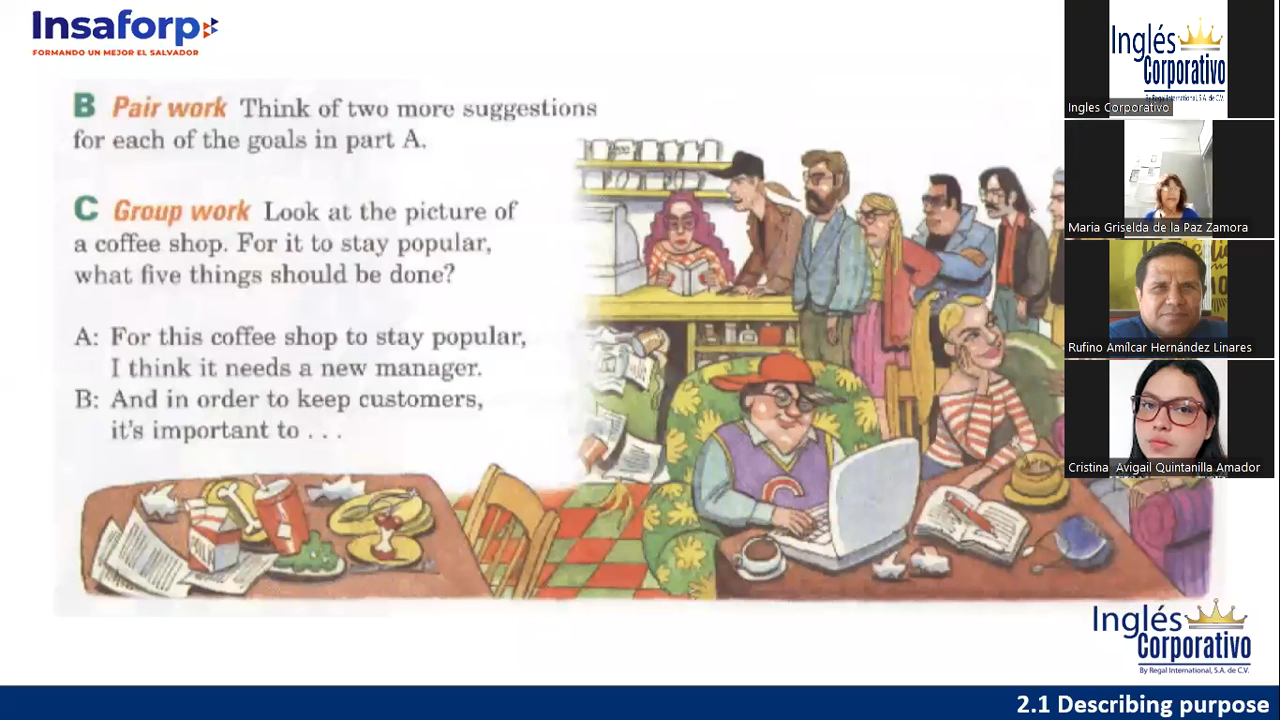 Insaforp
FORMANDO UN MEJOR EL SALVADOR
B Pair work Think of two more suggestions
for each of the goals in part A.
C Group work Look at the picture of
a coffee shop. For it to stay popular,
what five things should be done?
A: For this coffee shop to stay popular,
I think it needs a new manager.
B: And in order to keep customers,
it's important to . . .
Inglés
Corporativo
By Regal International, S.A. de C.V.
Ingles Corporativo
Maria Griselda de la Paz Zamora
Rufino Amílcar Hernández Linares
Cristina Avigail Quintanilla Amador
Inglés
Corporativo
By Regal International, S.A. de C.V.
2.1 Describing purpose